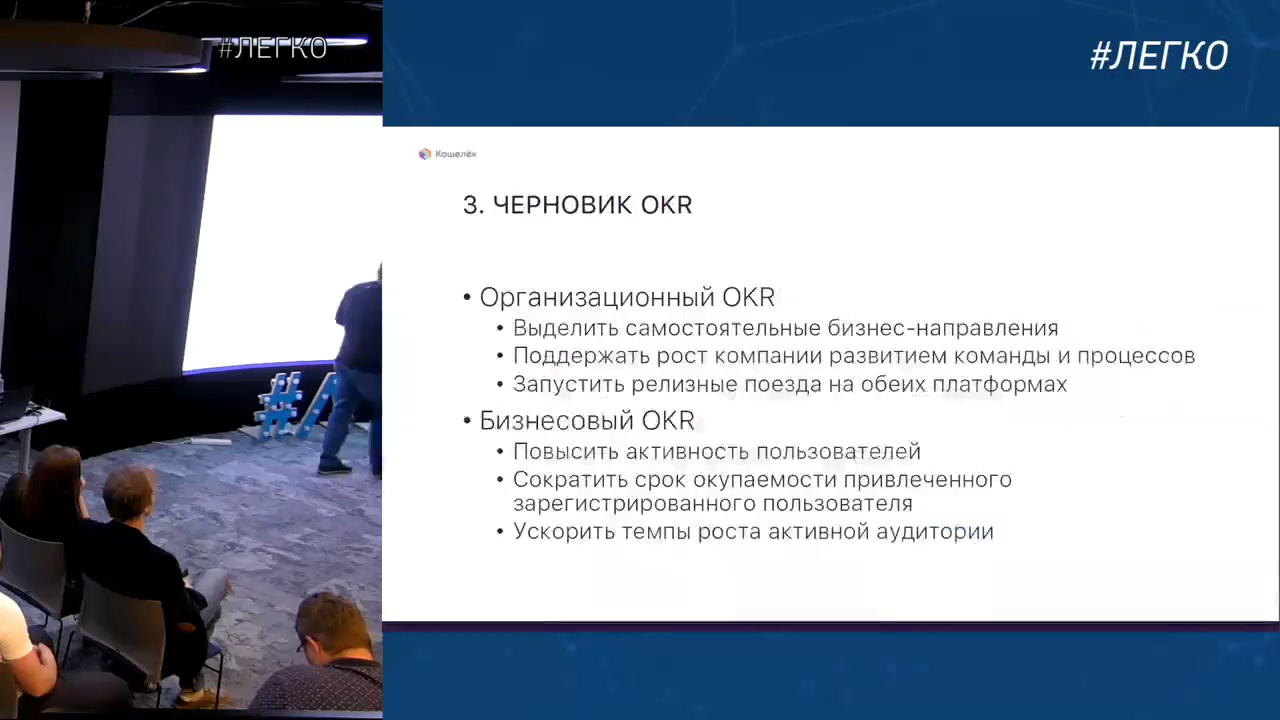 #ЛЕГКО
#ЛЕГКО
Кошелёк
3. ЧЕРНОВИК OKR
• Организационный OKR
• Выделить самостоятельные бизнес-направления
• Поддержать рост компании развитием команды и процессов
• Запустить релизные поезда на обеих платформах
• Бизнесовый OKR
• Повысить активность пользователей
• Сократить срок окупаемости привлеченного
зарегистрированного пользователя
• Ускорить темпы роста активной аудитории
#Л